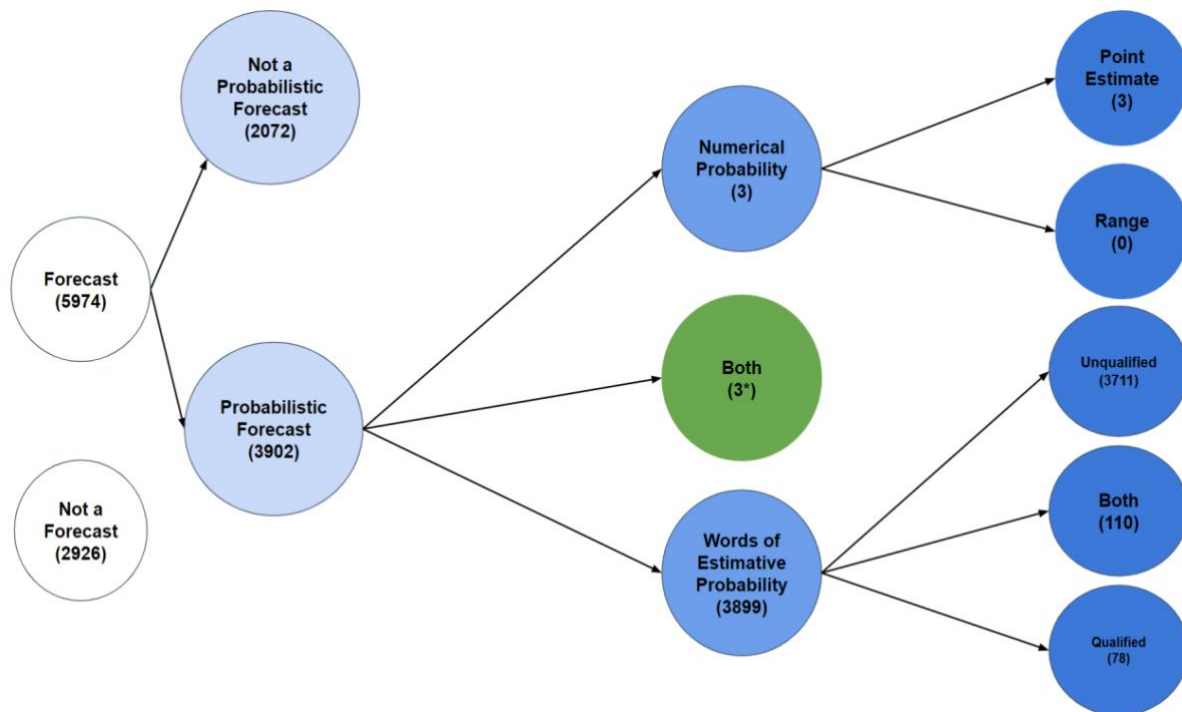 Not a
Probabilistic
Forecast
(2072)
Forecast
(5974)
Probabilistic
Forecast
(3902)
Not a
Forecast
(2926)
Numerical
Probability
(3)
Both
(3*)
Words of
Estimative
Probability
(3899)
Point
Estimate
(3)
Range
(0)
Unqualified
(3711)
Both
(110)
Qualified
(78)